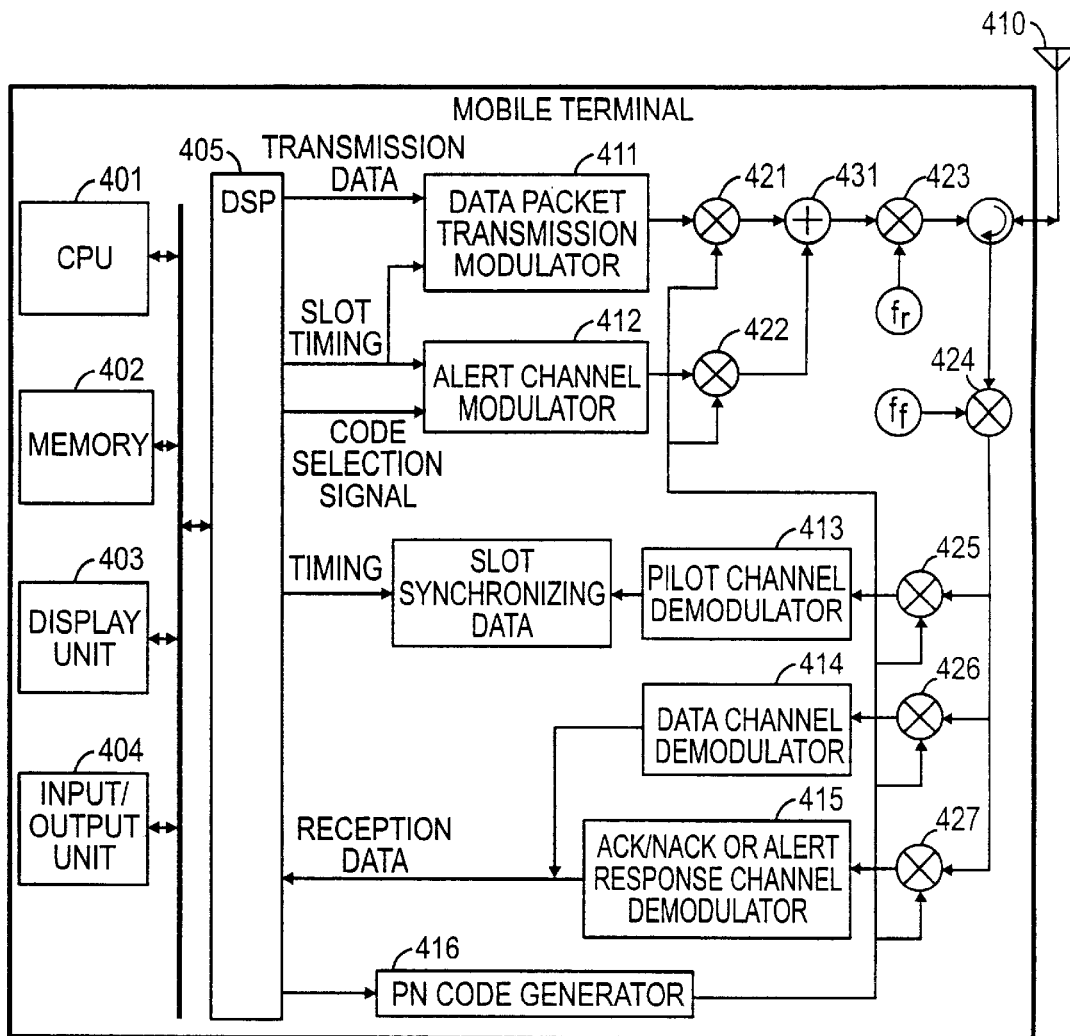 410
MOBILE TERMINAL
401
CPU
402
MEMORY
403
DISPLAY
UNIT
404
INPUT/
OUTPUT
UNIT
405
DSP
TRANSMISSION
DATA
411
DATA PACKET
TRANSMISSION
MODULATOR
421
431
423
fr
SLOT
TIMING
412
ALERT CHANNEL
MODULATOR
422
424
ff
CODE
SELECTION
SIGNAL
TIMING
SLOT
SYNCHRONIZING
DATA
413
PILOT CHANNEL
DEMODULATOR
425
414
DATA CHANNEL
DEMODULATOR
426
RECEPTION
DATA
415
ACK/NACK OR ALERT
RESPONSE CHANNEL
DEMODULATOR
427
416
PN CODE GENERATOR